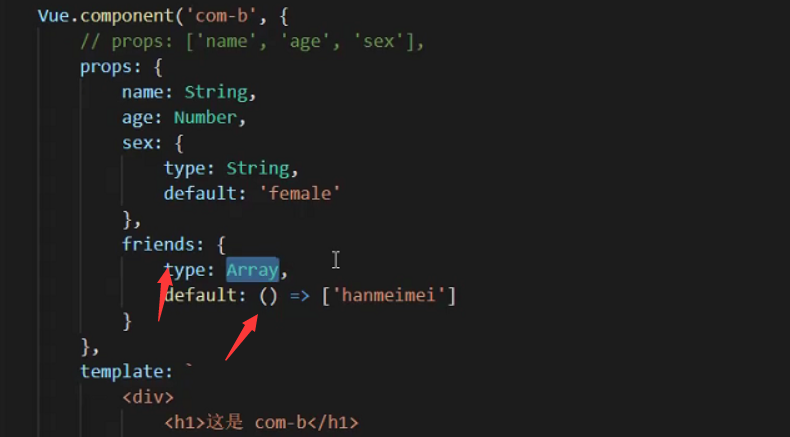 Vue.component('com-b', {
// props: ['name', 'age', 'sex'],
props: {
name: String,
age: Number,
sex: {
type: String,
default: 'female'
},
friends: {
type: Array,
default: () => ['hanmeimei']
}
},
template: `
<div>
<h1>这是 com-b</h1>